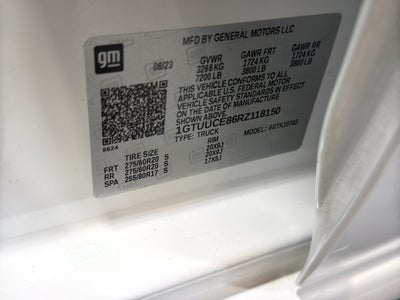 gm
MFD BY GENERAL MOTORS LLC
08/23 GVWR GAWR FRT GAWR RR
3266 KG 1724 KG 1724 KG
7200 LB 3800 LB 3800 LB
THIS VEHICLE CONFORMS TO ALL
APPLICABLE U.S. FEDERAL MOTOR
VEHICLE SAFETY STANDARDS IN EFFECT
ON THE DATE OF MANUFACTURE
SHOWN ABOVE
1GTUUCE86RZ118150
TYPE: TRUCK MODEL: 60TK10743
8624
TIRE SIZE RIM
FRT 275/60R20 S 20X9J
RR 275/60R20 S 20X9J
SPA 255/80R17 S 17X8J